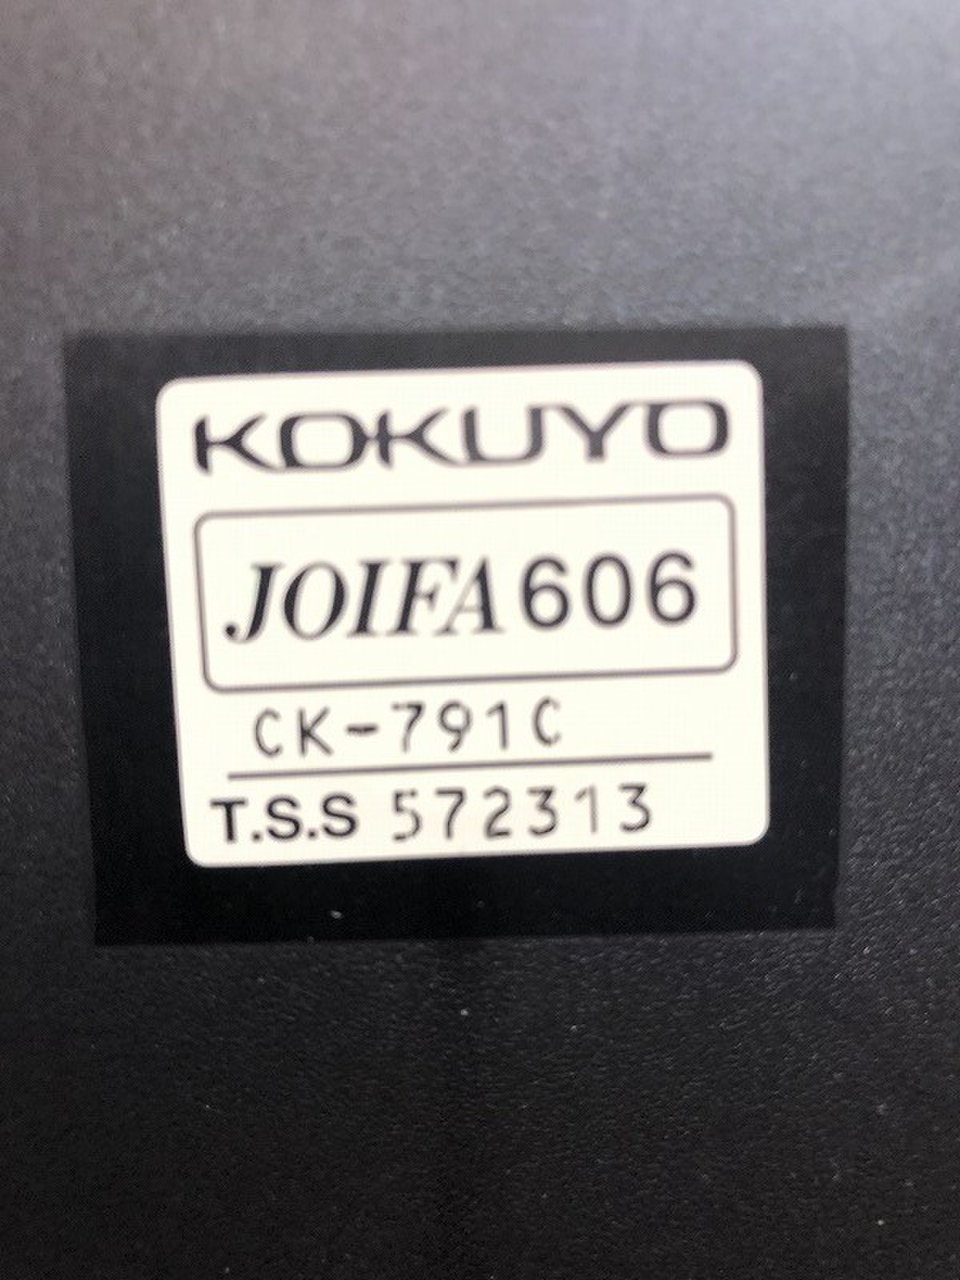 KOKUYO
JOIFA606
CK-791C
T.S.S 572313